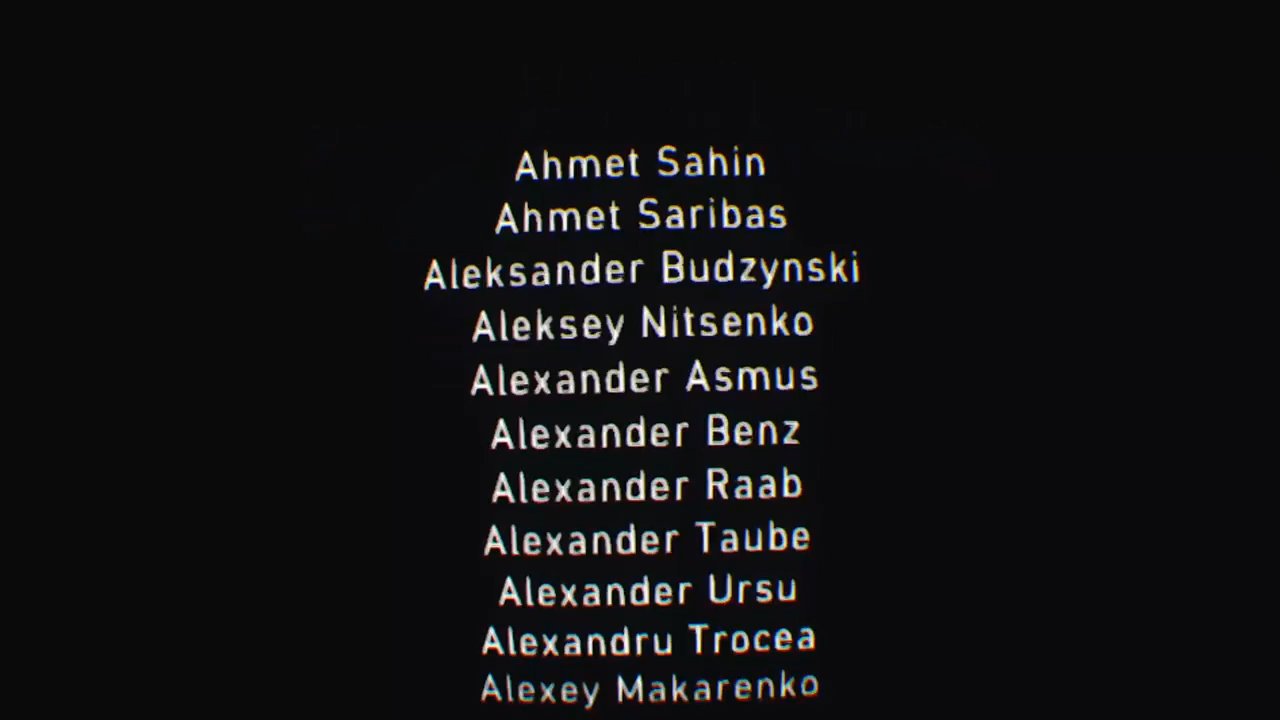 Ahmet Sahin
Ahmet Saribas
Aleksander Budzynski
Aleksey Nitsenko
Alexander Asmus
Alexander Benz
Alexander Raab
Alexander Taube
Alexander Ursu
Alexandru Trocea
Alexey Makarenko